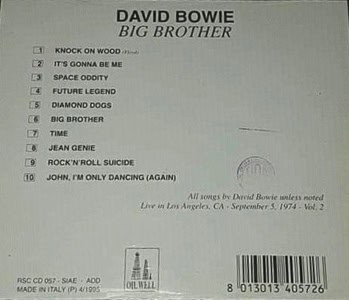 DAVID BOWIE
BIG BROTHER
1 KNOCK ON WOOD (Floyd)
2 IT'S GONNA BE ME
3 SPACE ODDITY
4 FUTURE LEGEND
5 DIAMOND DOGS
6 BIG BROTHER
7 TIME
8 JEAN GENIE
9 ROCK'N'ROLL SUICIDE
10 JOHN, I'M ONLY DANCING (AGAIN)
All songs by David Bowie unless noted
Live in Los Angeles, CA - September 5, 1974 - Vol. 2
RSC CD 057 - SIAE - ADD
MADE IN ITALY (P) 4/1995
OIL WELL
8 013013 405726